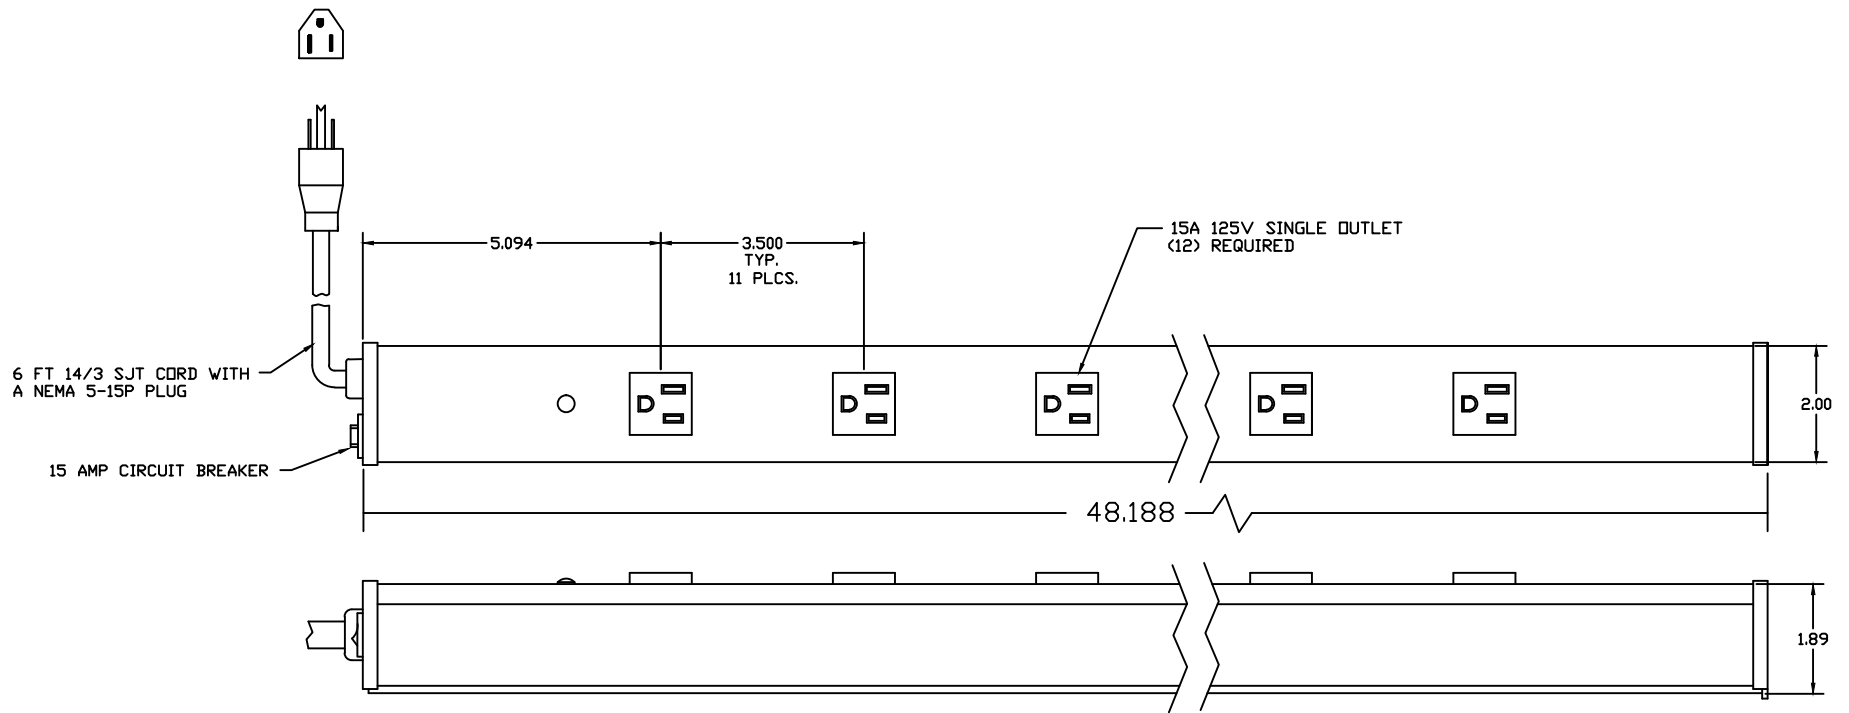 15A 125V SINGLE OUTLET
(12) REQUIRED
5.094
3.500
TYP.
11 PLCS.
6 FT 14/3 SJT CORD WITH
A NEMA 5-15P PLUG
2.00
15 AMP CIRCUIT BREAKER
48.188
1.89